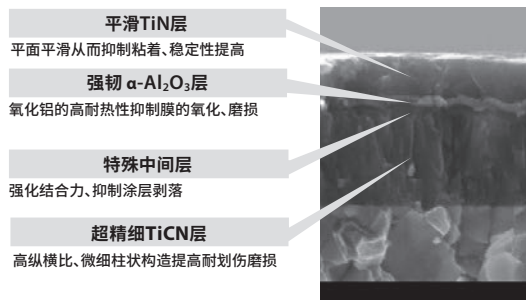 平滑TiN层
平面平滑从而抑制粘着、稳定性提高
强韧 α-Al₂O₃层
氧化铝的高耐热性抑制膜的氧化、磨损
特殊中间层
强化结合力、抑制涂层剥落
超精细TiCN层
高纵横比、微细柱状构造提高耐划伤磨损